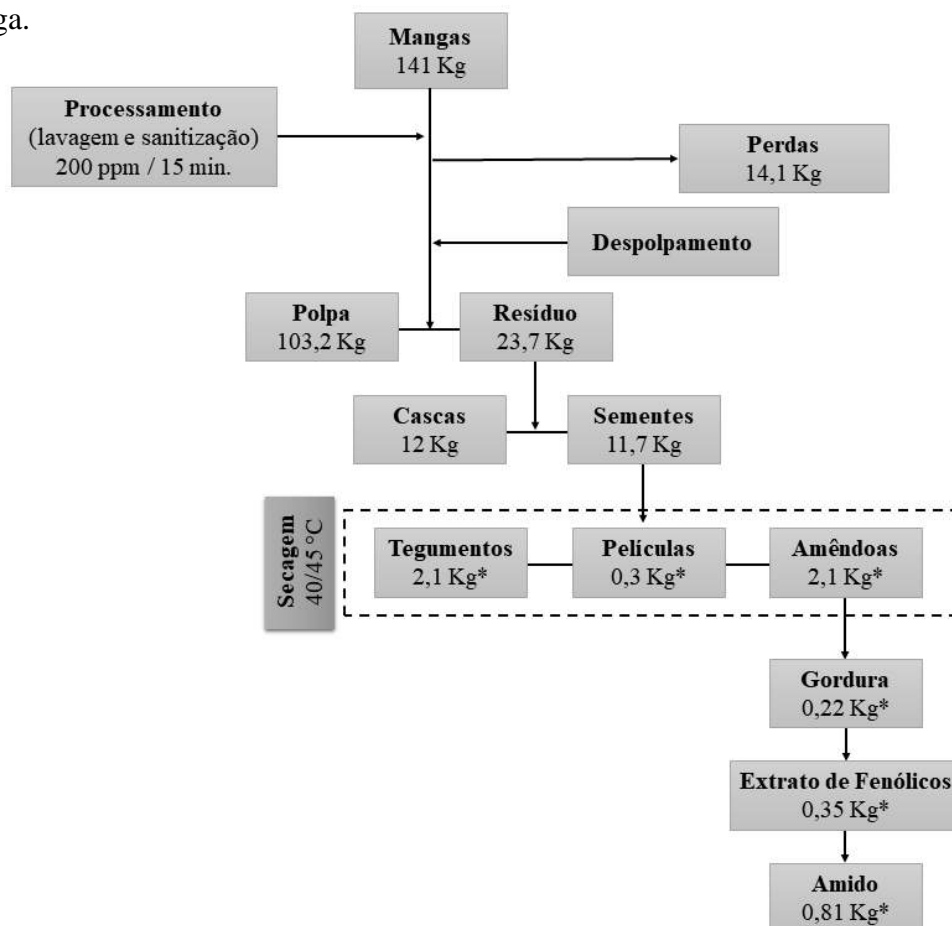 ga.
Mangas
141 Kg
Processamento
(lavagem e sanitização)
200 ppm / 15 min.
Perdas
14,1 Kg
Despolpamento
Polpa
103,2 Kg
Resíduo
23,7 Kg
Cascas
12 Kg
Sementes
11,7 Kg
Secagem
40/45 °C
Tegumentos
2,1 Kg*
Películas
0,3 Kg*
Amêndoas
2,1 Kg*
Gordura
0,22 Kg*
Extrato de Fenólicos
0,35 Kg*
Amido
0,81 Kg*